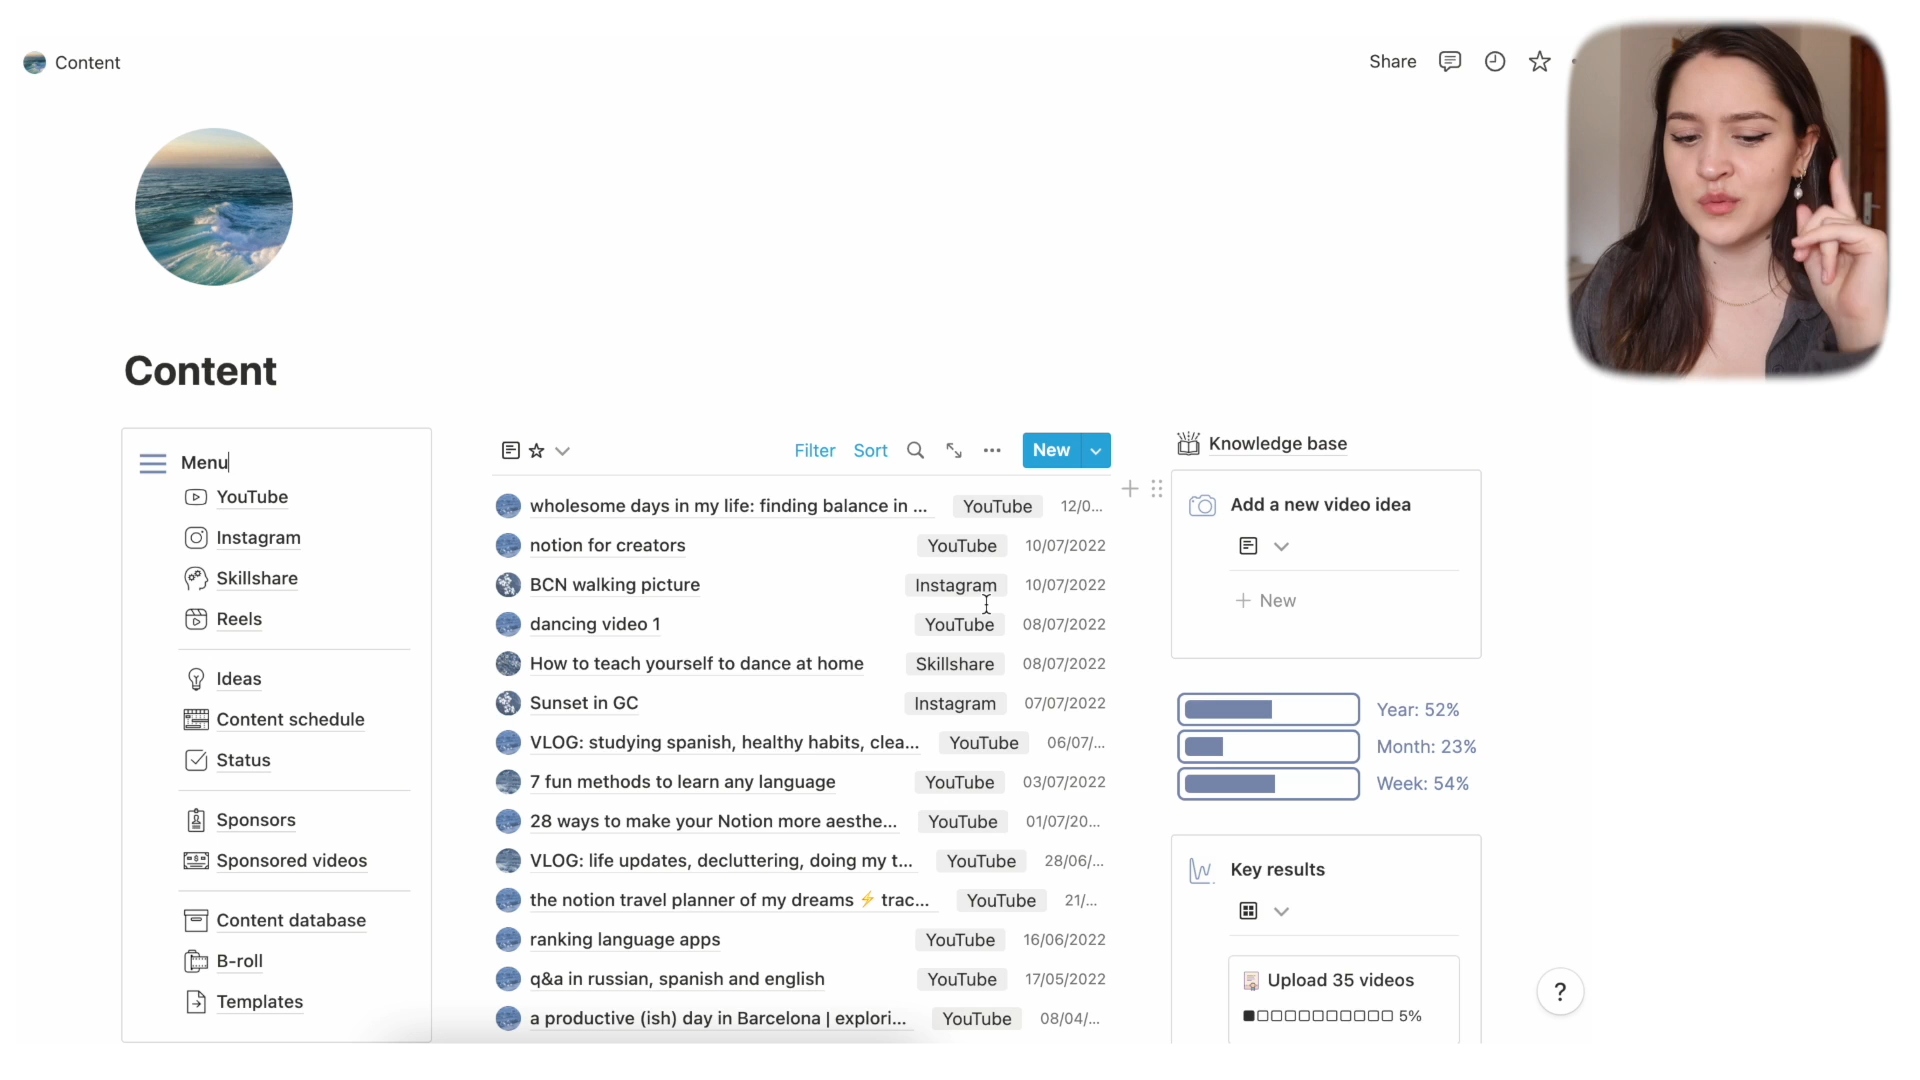 Content
Share
Content
Menu
YouTube
Instagram
Skillshare
Reels
Ideas
Content schedule
Status
Sponsors
Sponsored videos
Content database
B-roll
Templates
Filter Sort New
wholesome days in my life: finding balance in ... YouTube 12/0...
notion for creators YouTube 10/07/2022
BCN walking picture Instagram 10/07/2022
dancing video 1 YouTube 08/07/2022
How to teach yourself to dance at home Skillshare 08/07/2022
Sunset in GC Instagram 07/07/2022
VLOG: studying spanish, healthy habits, clea... YouTube 06/07/...
7 fun methods to learn any language YouTube 03/07/2022
28 ways to make your Notion more aesthe... YouTube 01/07/20...
VLOG: life updates, decluttering, doing my t... YouTube 28/06/...
the notion travel planner of my dreams ⚡ trac... YouTube 21/...
ranking language apps YouTube 16/06/2022
q&a in russian, spanish and english YouTube 17/05/2022
a productive (ish) day in Barcelona | explori... YouTube 08/04/...
Knowledge base
Add a new video idea
+ New
Year: 52%
Month: 23%
Week: 54%
Key results
Upload 35 videos
■□□□□□□□□□□ 5%
?